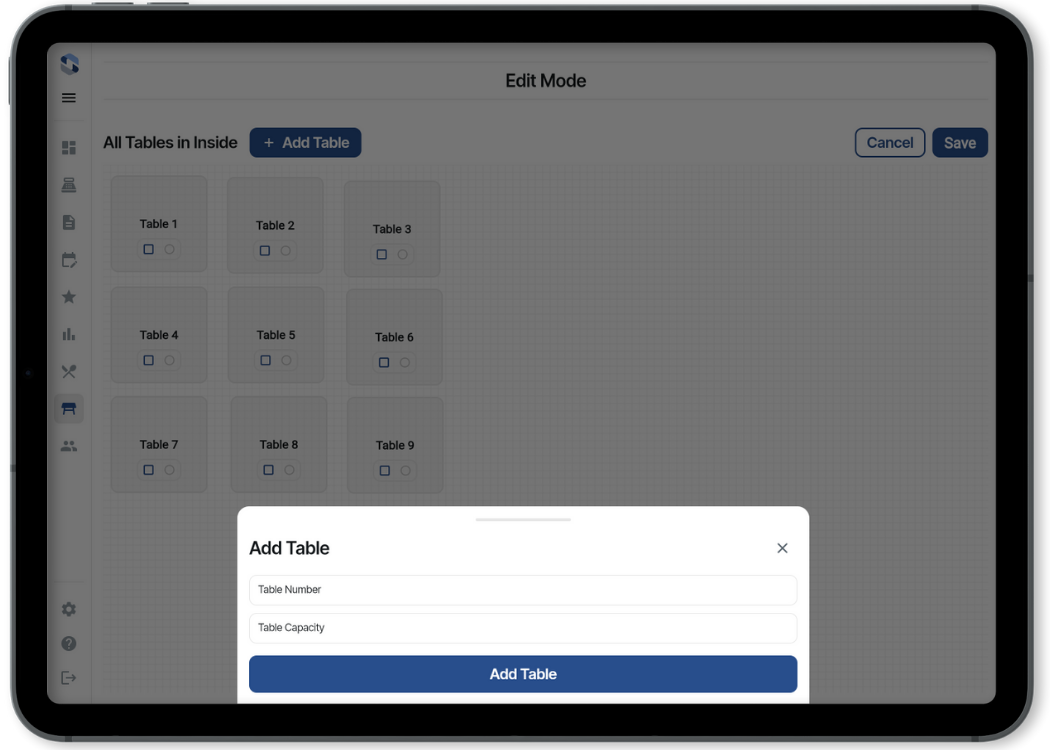 Edit Mode
All Tables in Inside
+ Add Table
Cancel
Save
Table 1
Table 2
Table 3
Table 4
Table 5
Table 6
Table 7
Table 8
Table 9
Add Table
Table Number
Table Capacity
Add Table